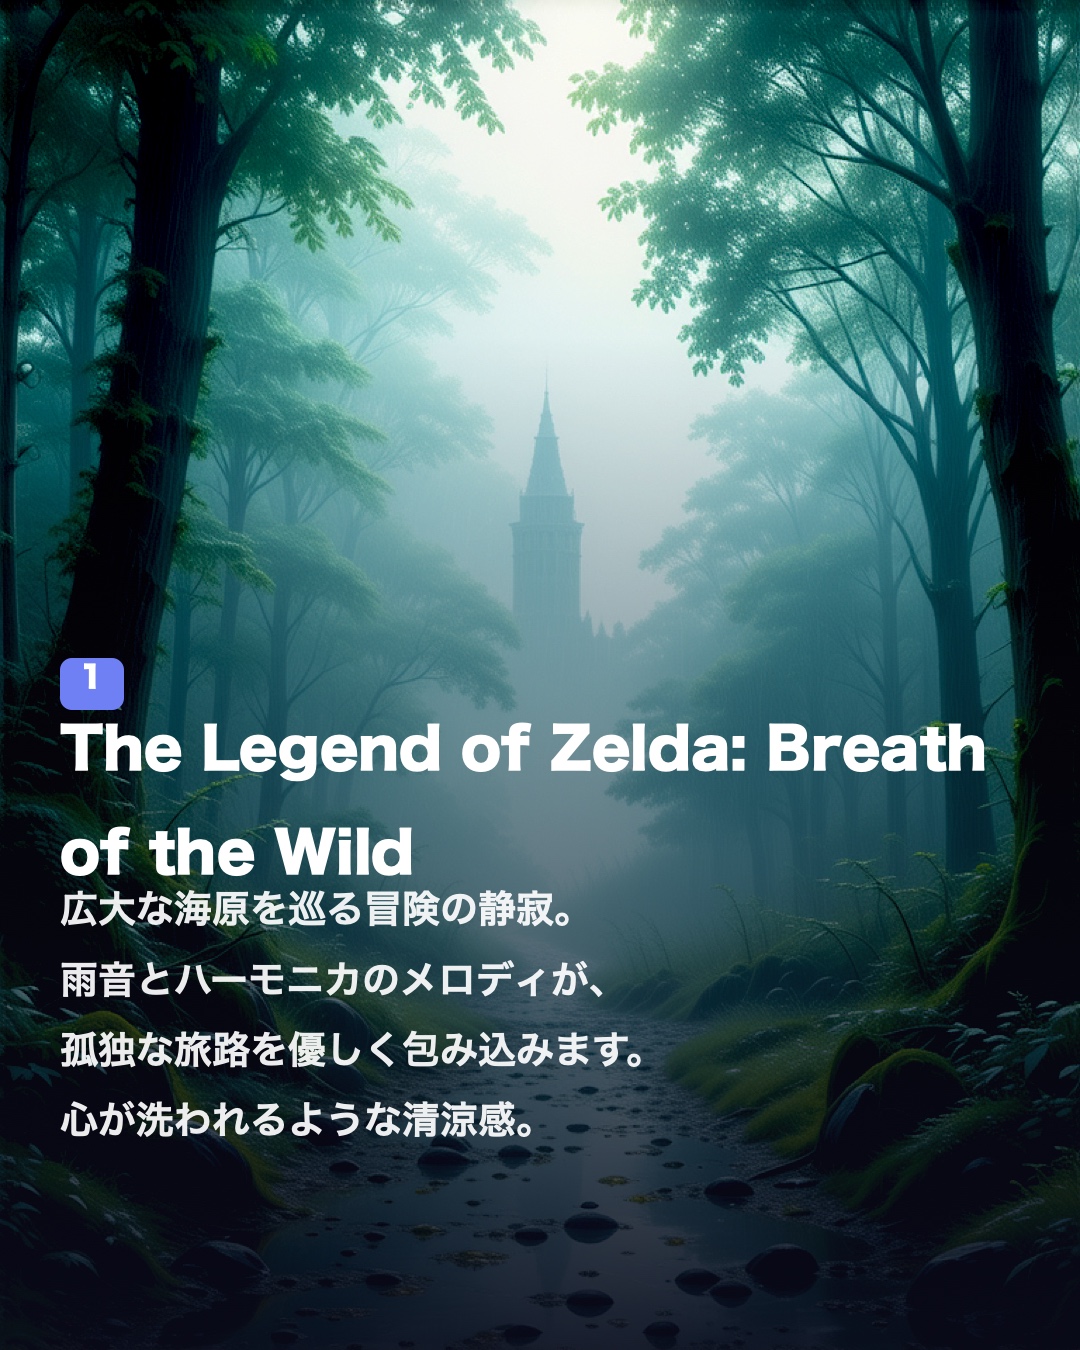 1
The Legend of Zelda: Breath
of the Wild
広大な海原を巡る冒険の静寂。
雨音とハーモニカのメロディが、
孤独な旅路を優しく包み込みます。
心が洗われるような清涼感。